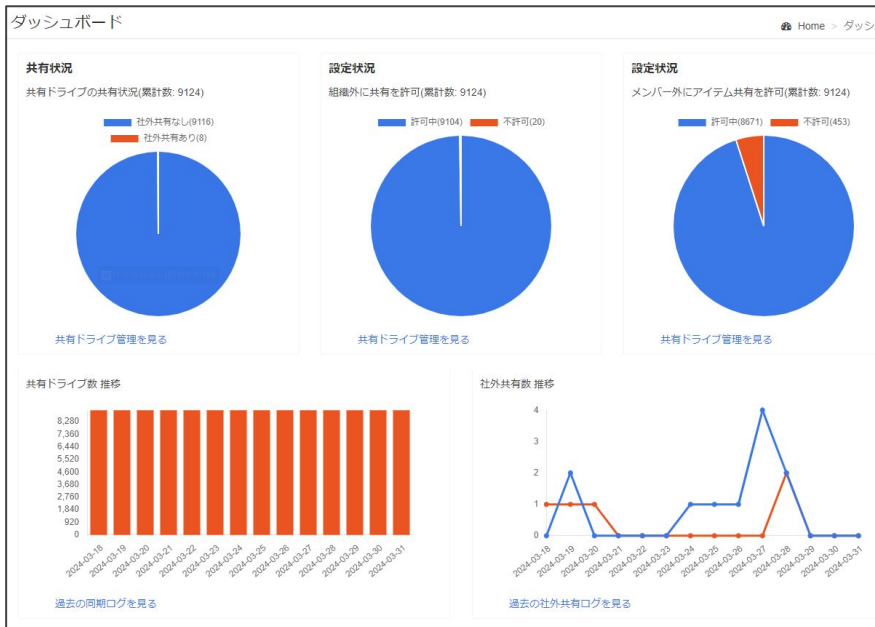 ダッシュボード
Home > ダッシ
共有状況
共有ドライブの共有状況(累計数: 9124)
社外共有なし(9116)
社外共有あり(8)
共有ドライブ管理を見る
設定状況
組織外に共有を許可(累計数: 9124)
許可中(9104) 不許可(20)
共有ドライブ管理を見る
設定状況
メンバー外にアイテム共有を許可(累計数: 9124)
許可中(8671) 不許可(453)
共有ドライブ管理を見る
共有ドライブ数 推移
8,280
7,360
6,440
5,520
4,600
3,680
2,760
1,840
920
0
2024-03-18
2024-03-19
2024-03-20
2024-03-21
2024-03-22
2024-03-23
2024-03-24
2024-03-25
2024-03-26
2024-03-27
2024-03-28
2024-03-29
2024-03-30
2024-03-31
過去の同期ログを見る
社外共有数 推移
4
3
2
1
0
2024-03-18
2024-03-19
2024-03-20
2024-03-21
2024-03-22
2024-03-23
2024-03-24
2024-03-25
2024-03-26
2024-03-27
2024-03-28
2024-03-29
2024-03-30
2024-03-31
過去の社外共有ログを見る